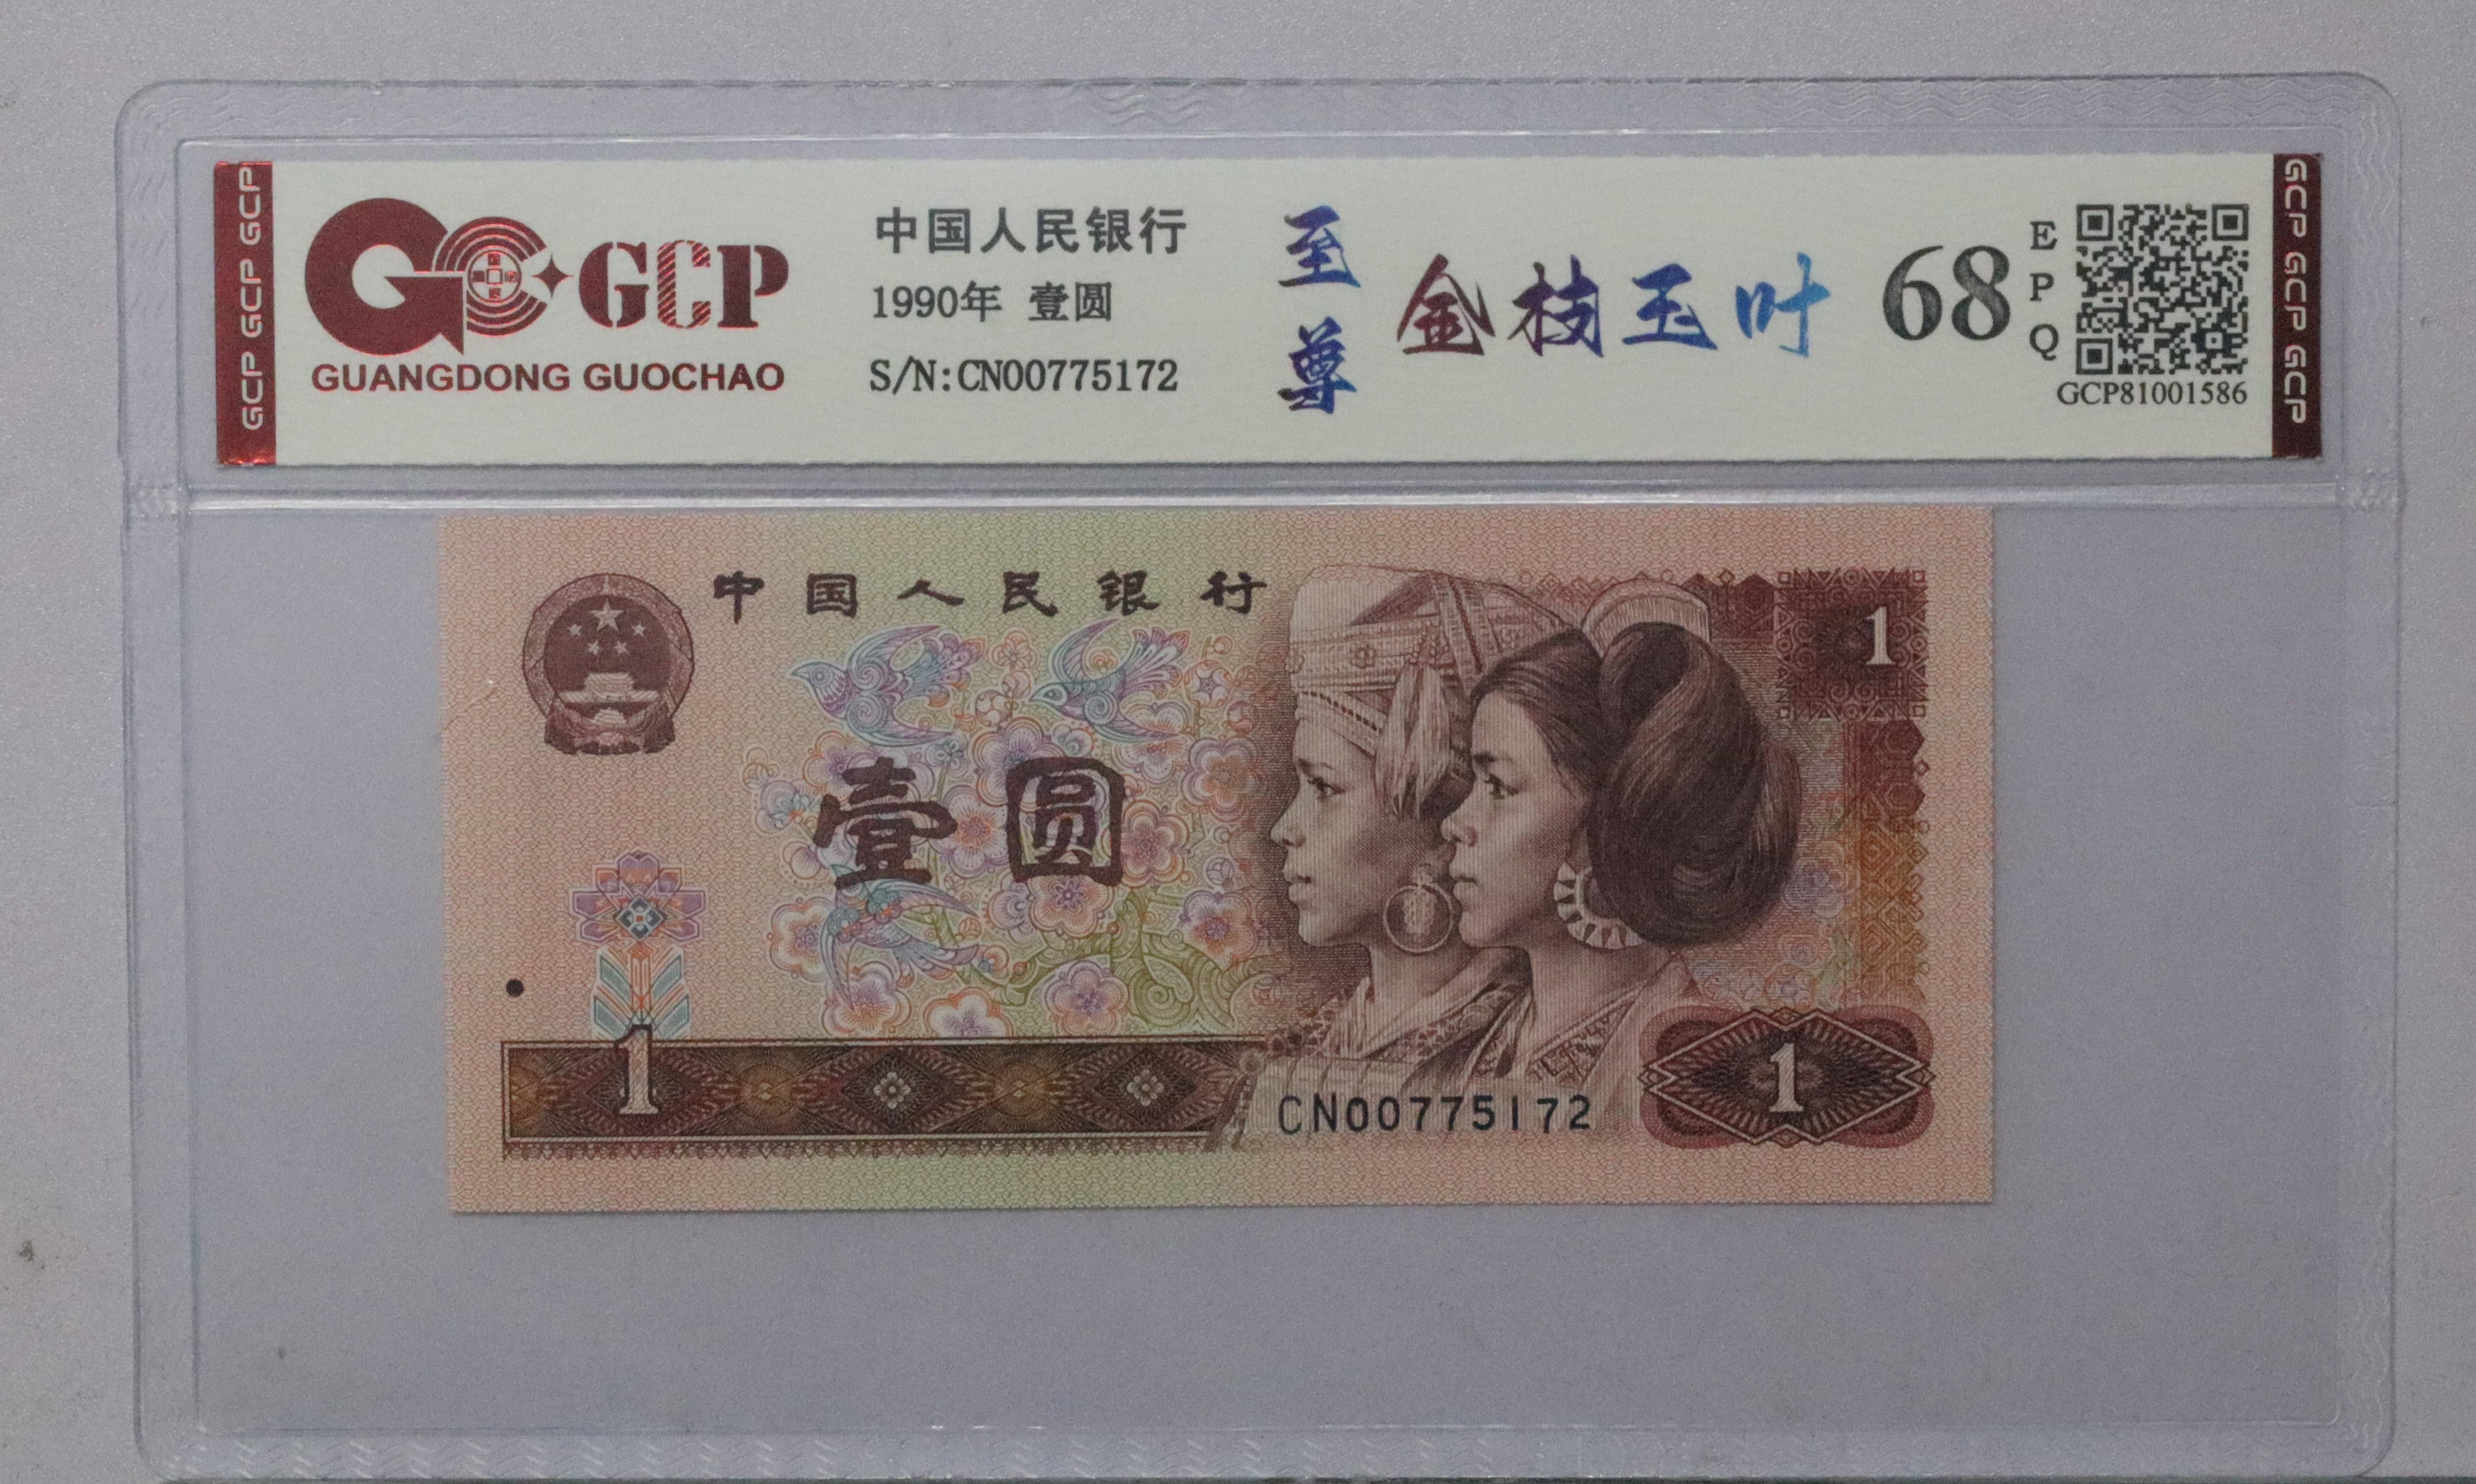 GCP GCP GCP
GCP
GUANGDONG GUOCHAO
中国人民银行
1990年 壹圆
S/N:CN00775172
至尊
金枝玉叶
68
EPQ
GCP81001586
GCP GCP GCP
中国人民银行
1
壹圆
1
1
CN00775172